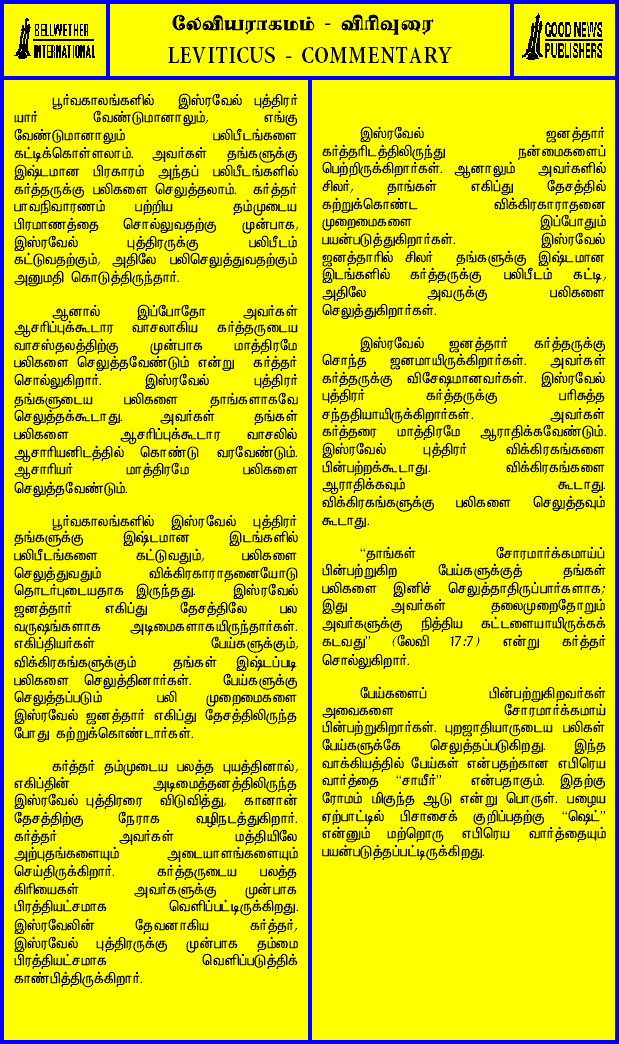 BELLWETHER
INTERNATIONAL
லேவியராகமம் - விரிவுரை
LEVITICUS - COMMENTARY
GOOD NEWS
PUBLISHERS
பூர்வகாலங்களில் இஸ்ரவேல் புத்திரர்
யார் வேண்டுமானாலும், எங்கு
வேண்டுமானாலும் பலிபீடங்களை
கட்டிக்கொள்ளலாம். அவர்கள் தங்களுக்கு
இஷ்டமான பிரகாரம் அந்தப் பலிபீடங்களில்
கர்த்தருக்கு பலிகளை செலுத்தலாம். கர்த்தர்
பாவநிவாரணம் பற்றிய தம்முடைய
பிரமாணத்தை சொல்லுவதற்கு முன்பாக,
இஸ்ரவேல் புத்திரருக்கு பலிபீடம்
கட்டுவதற்கும், அதிலே பலிசெலுத்துவதற்கும்
அனுமதி கொடுத்திருந்தார்.
ஆனால் இப்போதோ அவர்கள்
ஆசரிப்புக்கூடார வாசலாகிய கர்த்தருடைய
வாசஸ்தலத்திற்கு முன்பாக மாத்திரமே
பலிகளை செலுத்தவேண்டும் என்று கர்த்தர்
சொல்லுகிறார். இஸ்ரவேல் புத்திரர்
தங்களுடைய பலிகளை தாங்களாகவே
செலுத்தக்கூடாது. அவர்கள் தங்கள்
பலிகளை ஆசரிப்புக்கூடார வாசலில்
ஆசாரியனிடத்தில் கொண்டு வரவேண்டும்.
ஆசாரியர் மாத்திரமே பலிகளை
செலுத்தவேண்டும்.
பூர்வகாலங்களில் இஸ்ரவேல் புத்திரர்
தங்களுக்கு இஷ்டமான இடங்களில்
பலிபீடங்களை கட்டுவதும், பலிகளை
செலுத்துவதும் விக்கிரகாராதனையோடு
தொடர்புடையதாக இருந்தது. இஸ்ரவேல்
ஜனத்தார் எகிப்து தேசத்திலே பல
வருஷங்களாக அடிமைகளாகயிருந்தார்கள்.
எகிப்தியர்கள் பேய்களுக்கும்,
விக்கிரகங்களுக்கும் தங்கள் இஷ்டப்படி
பலிகளை செலுத்தினார்கள். பேய்களுக்கு
செலுத்தப்படும் பலி முறைமைகளை
இஸ்ரவேல் ஜனத்தார் எகிப்து தேசத்திலிருந்த
போது கற்றுக்கொண்டார்கள்.
கர்த்தர் தம்முடைய பலத்த புயத்தினால்,
எகிப்தின் அடிமைத்தனத்திலிருந்த
இஸ்ரவேல் புத்திரரை விடுவித்து, கானான்
தேசத்திற்கு நேராக வழிநடத்துகிறார்.
கர்த்தர் அவர்கள் மத்தியிலே
அற்புதங்களையும் அடையாளங்களையும்
செய்திருக்கிறார். கர்த்தருடைய பலத்த
கிரியைகள் அவர்களுக்கு முன்பாக
பிரத்தியட்சமாக வெளிப்பட்டிருக்கிறது.
இஸ்ரவேலின் தேவனாகிய கர்த்தர்,
இஸ்ரவேல் புத்திரருக்கு முன்பாக தம்மை
பிரத்தியட்சமாக வெளிப்படுத்திக்
காண்பித்திருக்கிறார்.
இஸ்ரவேல் ஜனத்தார்
கர்த்தரிடத்திலிருந்து நன்மைகளைப்
பெற்றிருக்கிறார்கள். ஆனாலும் அவர்களில்
சிலர், தாங்கள் எகிப்து தேசத்தில்
கற்றுக்கொண்ட விக்கிரகாராதனை
முறைமைகளை இப்போதும்
பயன்படுத்துகிறார்கள். இஸ்ரவேல்
ஜனத்தாரில் சிலர் தங்களுக்கு இஷ்டமான
இடங்களில் கர்த்தருக்கு பலிபீடம் கட்டி,
அதிலே அவருக்கு பலிகளை
செலுத்துகிறார்கள்.
இஸ்ரவேல் ஜனத்தார் கர்த்தருக்கு
சொந்த ஜனமாயிருக்கிறார்கள். அவர்கள்
கர்த்தருக்கு விசேஷமானவர்கள். இஸ்ரவேல்
புத்திரர் கர்த்தருக்கு பரிசுத்த
சந்ததியாயிருக்கிறார்கள். அவர்கள்
கர்த்தரை மாத்திரமே ஆராதிக்கவேண்டும்.
இஸ்ரவேல் புத்திரர் விக்கிரகங்களை
பின்பற்றக்கூடாது. விக்கிரகங்களை
ஆராதிக்கவும் கூடாது.
விக்கிரகங்களுக்கு பலிகளை செலுத்தவும்
கூடாது.
“தாங்கள் சோரமார்க்கமாய்ப்
பின்பற்றுகிற பேய்களுக்குத் தங்கள்
பலிகளை இனிச் செலுத்தாதிருப்பார்களாக;
இது அவர்கள் தலைமுறைதோறும்
அவர்களுக்கு நித்திய கட்டளையாயிருக்கக்
கடவது” (லேவி 17:7) என்று கர்த்தர்
சொல்லுகிறார்.
பேய்களைப் பின்பற்றுகிறவர்கள்
அவைகளை சோரமார்க்கமாய்
பின்பற்றுகிறார்கள். புறஜாதியாருடைய பலிகள்
பேய்களுக்கே செலுத்தப்படுகிறது. இந்த
வாக்கியத்தில் பேய்கள் என்பதற்கான எபிரெய
வார்த்தை “சாயீர்” என்பதாகும். இதற்கு
ரோமம் மிகுந்த ஆடு என்று பொருள். பழைய
ஏற்பாட்டில் பிசாசைக் குறிப்பதற்கு “ஷெட்”
என்னும் மற்றொரு எபிரெய வார்த்தையும்
பயன்படுத்தப்பட்டிருக்கிறது.